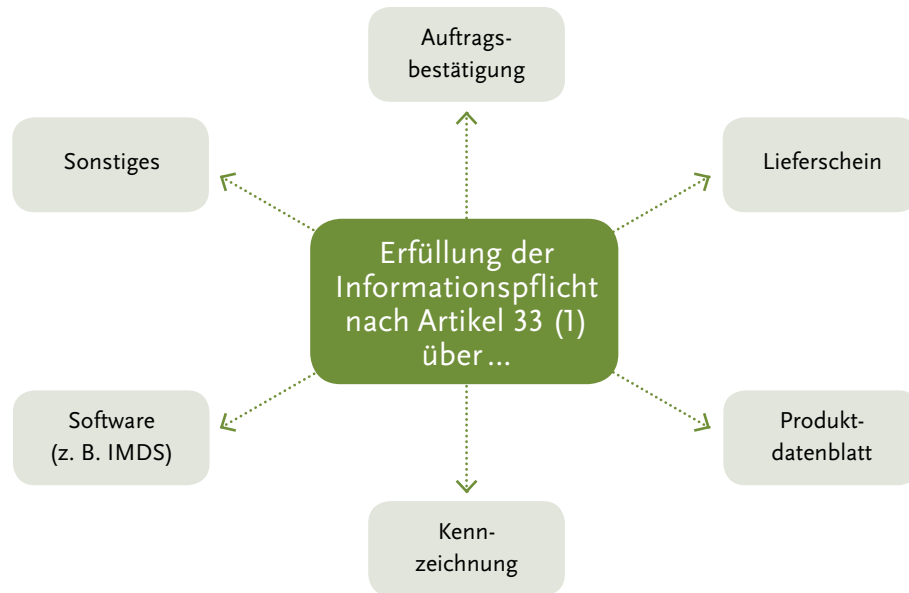 Auftrags-
bestätigung
Sonstiges
Lieferschein
Erfüllung der
Informationspflicht
nach Artikel 33 (1)
über ...
Software
(z. B. IMDS)
Produkt-
datenblatt
Kenn-
zeichnung